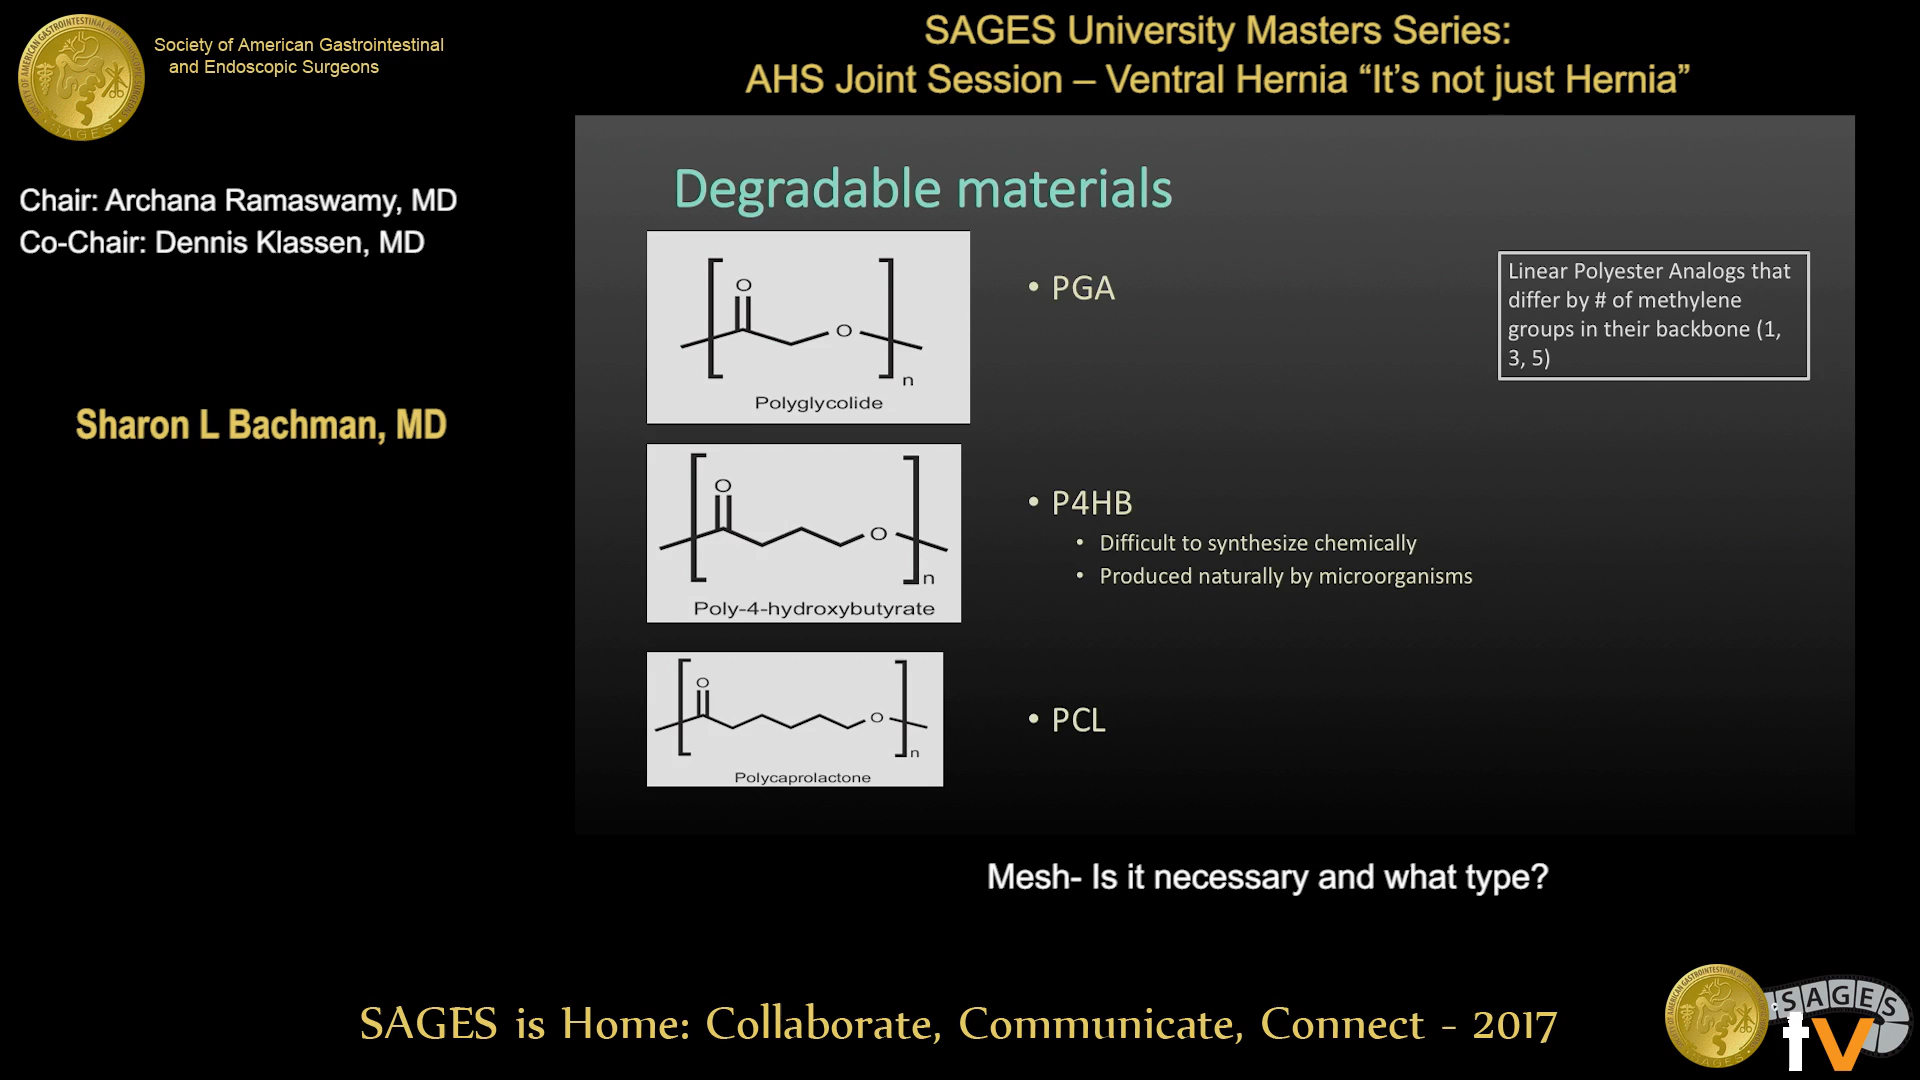 Society of American Gastrointestinal
and Endoscopic Surgeons
SAGES University Masters Series:
AHS Joint Session – Ventral Hernia “It’s not just Hernia”
Chair: Archana Ramaswamy, MD
Co-Chair: Dennis Klassen, MD
Sharon L Bachman, MD
Degradable materials
O
O
n
Polyglycolide
• PGA
Linear Polyester Analogs that
differ by # of methylene
groups in their backbone (1,
3, 5)
O
O
n
Poly-4-hydroxybutyrate
• P4HB
• Difficult to synthesize chemically
• Produced naturally by microorganisms
O
O
n
Polycaprolactone
• PCL
Mesh- Is it necessary and what type?
SAGES is Home: Collaborate, Communicate, Connect - 2017
SAGES
tv